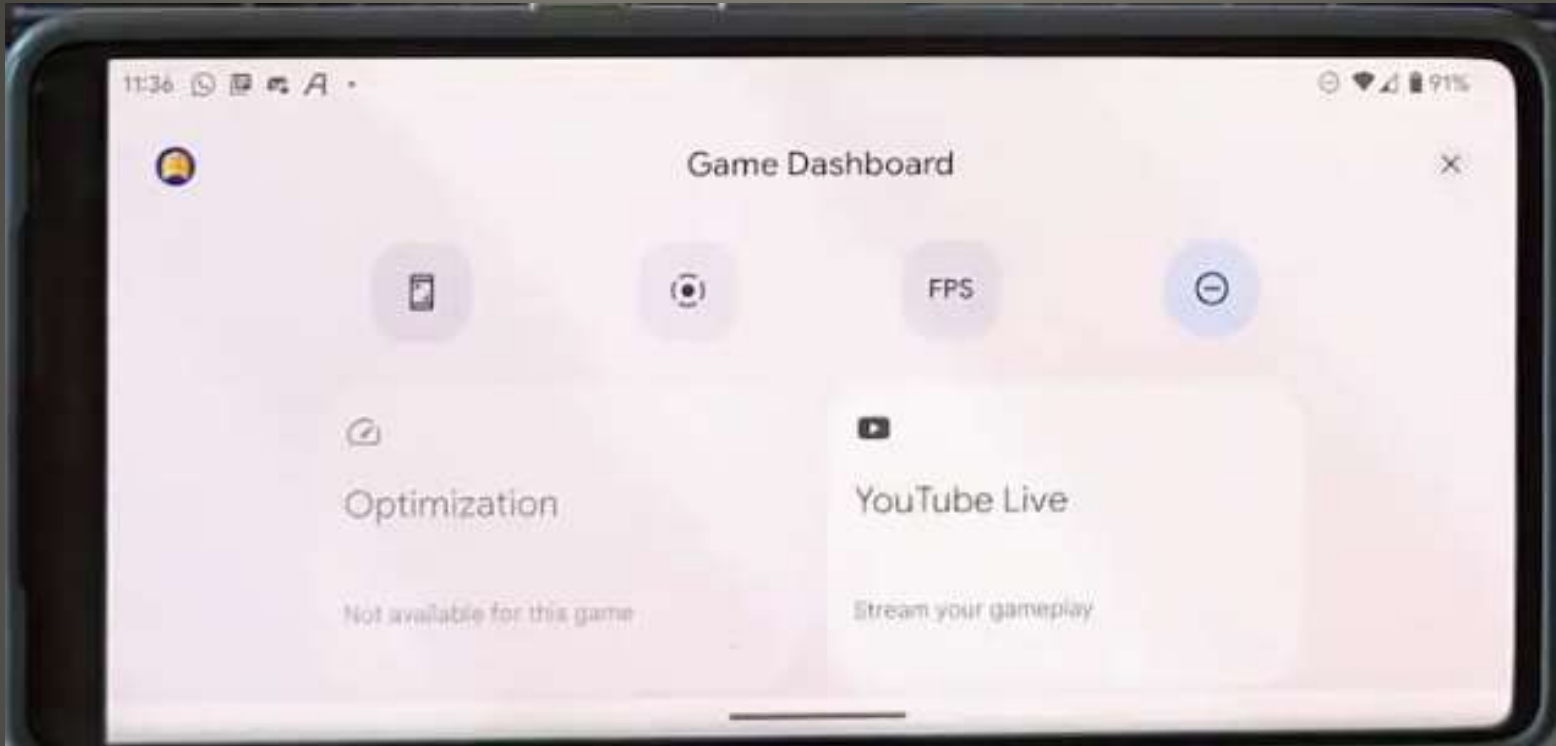 11:36
91%
Game Dashboard
FPS
Optimization
YouTube Live
Not available for this game
Stream your gameplay